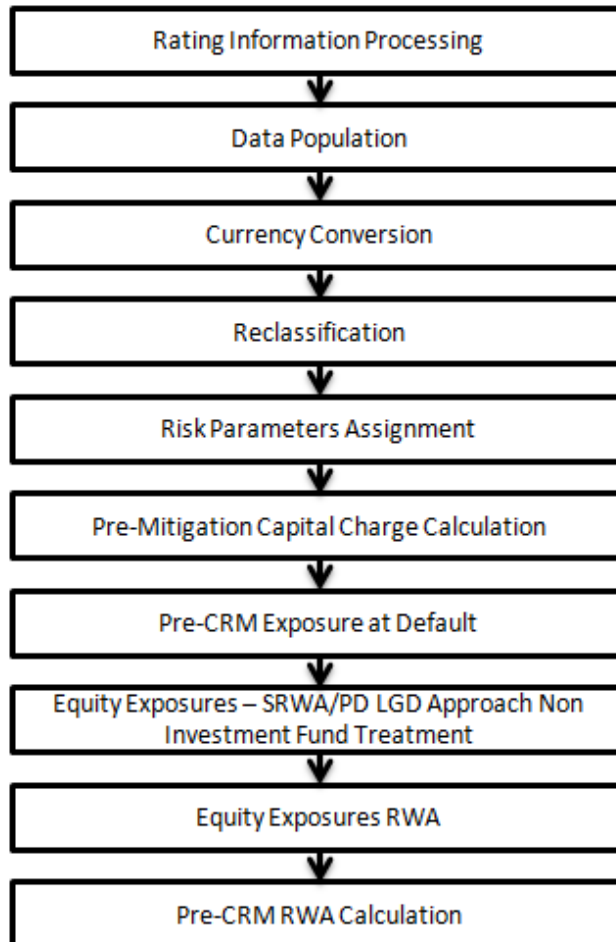 Rating Information Processing
Data Population
Currency Conversion
Reclassification
Risk Parameters Assignment
Pre-Mitigation Capital Charge Calculation
Pre-CRM Exposure at Default
Equity Exposures – SRWA/PD LGD Approach Non
Investment Fund Treatment
Equity Exposures RWA
Pre-CRM RWA Calculation